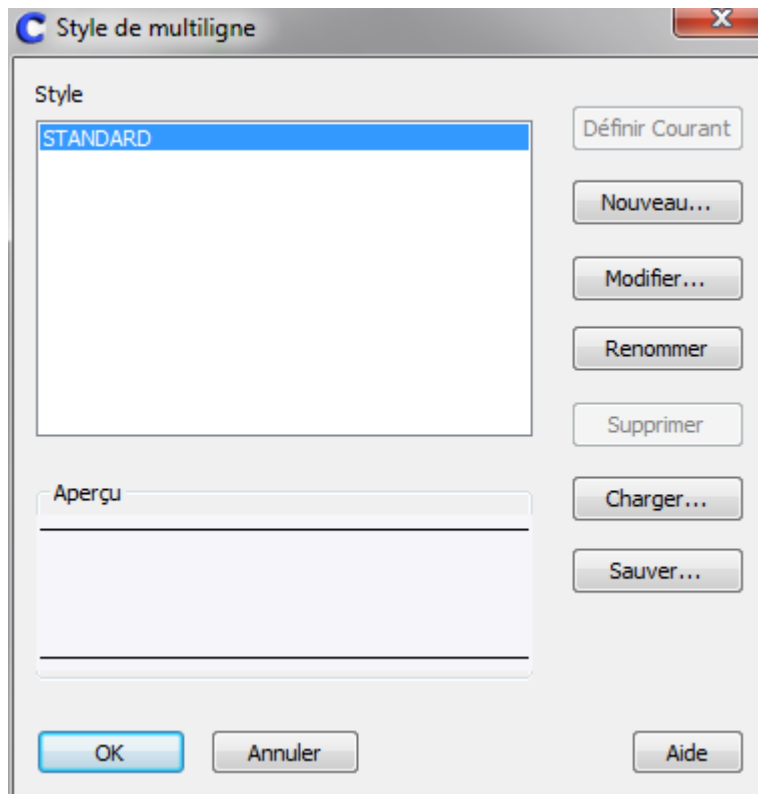 Style de multiligne
Style
STANDARD
Définir Courant
Nouveau...
Modifier...
Renommer
Supprimer
Charger...
Sauver...
Aperçu
OK
Annuler
Aide